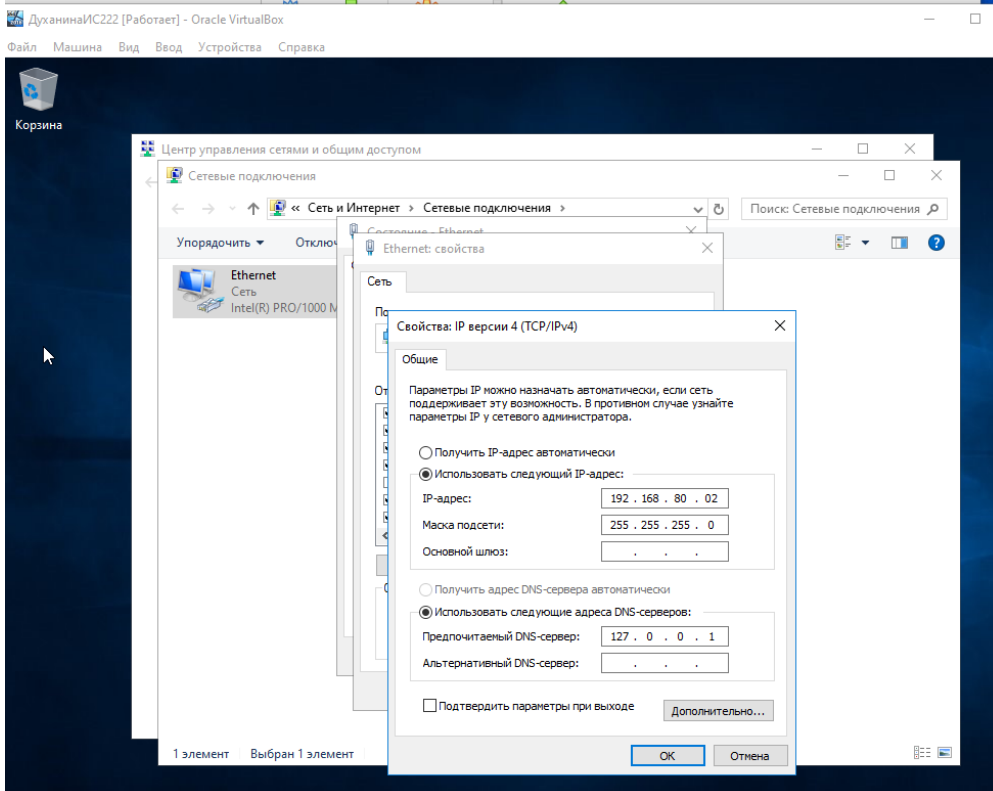 ДуханинаИС222 [Работает] - Oracle VirtualBox
Файл Машина Вид Ввод Устройства Справка
Корзина
Центр управления сетями и общим доступом
Сетевые подключения
« Сеть и Интернет › Сетевые подключения ›
Поиск: Сетевые подключения
Упорядочить
Состояние - Ethernet
Ethernet: свойства
Ethernet
Сеть
Intel(R) PRO/1000 M
Сеть
Свойства: IP версии 4 (TCP/IPv4)
Общие
Параметры IP можно назначать автоматически, если сеть
поддерживает эту возможность. В противном случае узнайте
параметры IP у сетевого администратора.
Получить IP-адрес автоматически
Использовать следующий IP-адрес:
IP-адрес: 192 . 168 . 80 . 02
Маска подсети: 255 . 255 . 255 . 0
Основной шлюз: . . .
Получить адрес DNS-сервера автоматически
Использовать следующие адреса DNS-серверов:
Предпочитаемый DNS-сервер: 127 . 0 . 0 . 1
Альтернативный DNS-сервер: . . .
Подтвердить параметры при выходе
Дополнительно...
ОК Отмена
1 элемент Выбран 1 элемент